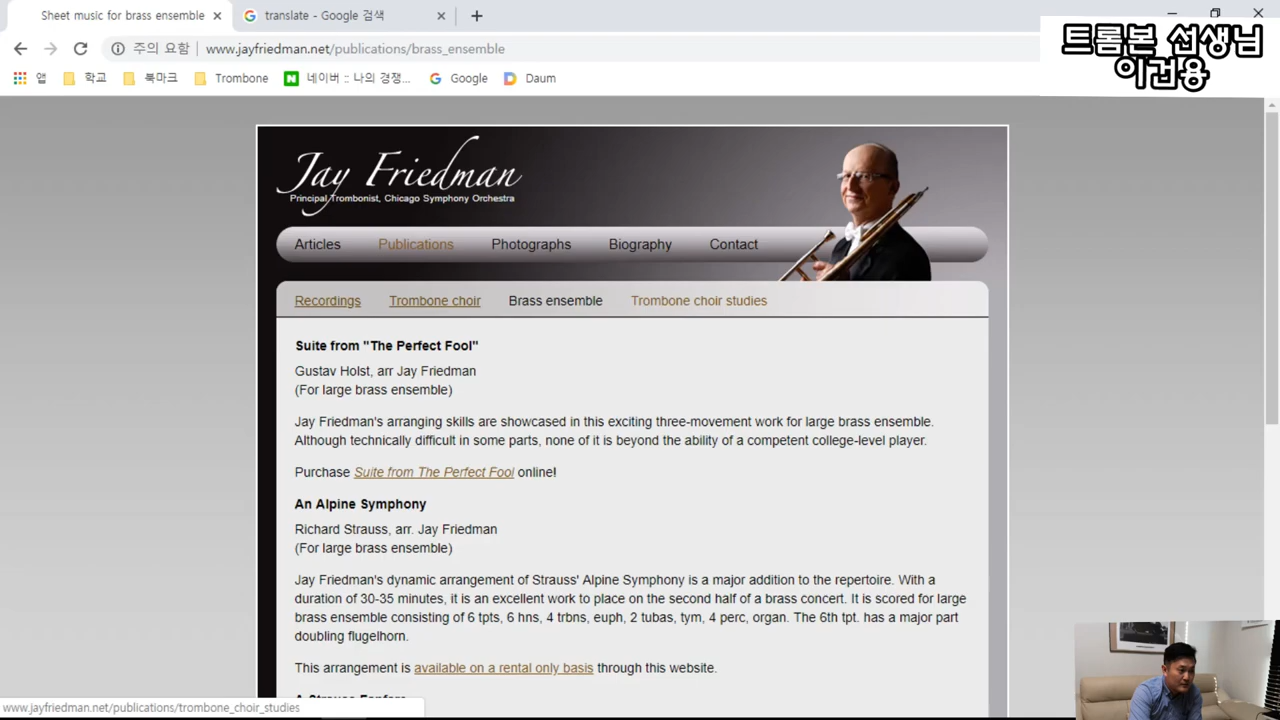 Sheet music for brass ensemble
translate - Google 검색
주의 요함
www.jayfriedman.net/publications/brass_ensemble
트롬본 선생님
이건용
앱 학교 북마크 Trombone 네이버 :: 나의 경쟁... Google Daum
Jay Friedman
Principal Trombonist, Chicago Symphony Orchestra
Articles Publications Photographs Biography Contact
Recordings Trombone choir Brass ensemble Trombone choir studies
Suite from "The Perfect Fool"
Gustav Holst, arr Jay Friedman
(For large brass ensemble)
Jay Friedman's arranging skills are showcased in this exciting three-movement work for large brass ensemble.
Although technically difficult in some parts, none of it is beyond the ability of a competent college-level player.
Purchase Suite from The Perfect Fool online!
An Alpine Symphony
Richard Strauss, arr. Jay Friedman
(For large brass ensemble)
Jay Friedman's dynamic arrangement of Strauss' Alpine Symphony is a major addition to the repertoire. With a
duration of 30-35 minutes, it is an excellent work to place on the second half of a brass concert. It is scored for large
brass ensemble consisting of 6 tpts, 6 hns, 4 trbns, euph, 2 tubas, tym, 4 perc, organ. The 6th tpt. has a major part
doubling flugelhorn.
This arrangement is available on a rental only basis through this website.
A Strauss Fanfare
www.jayfriedman.net/publications/trombone_choir_studies